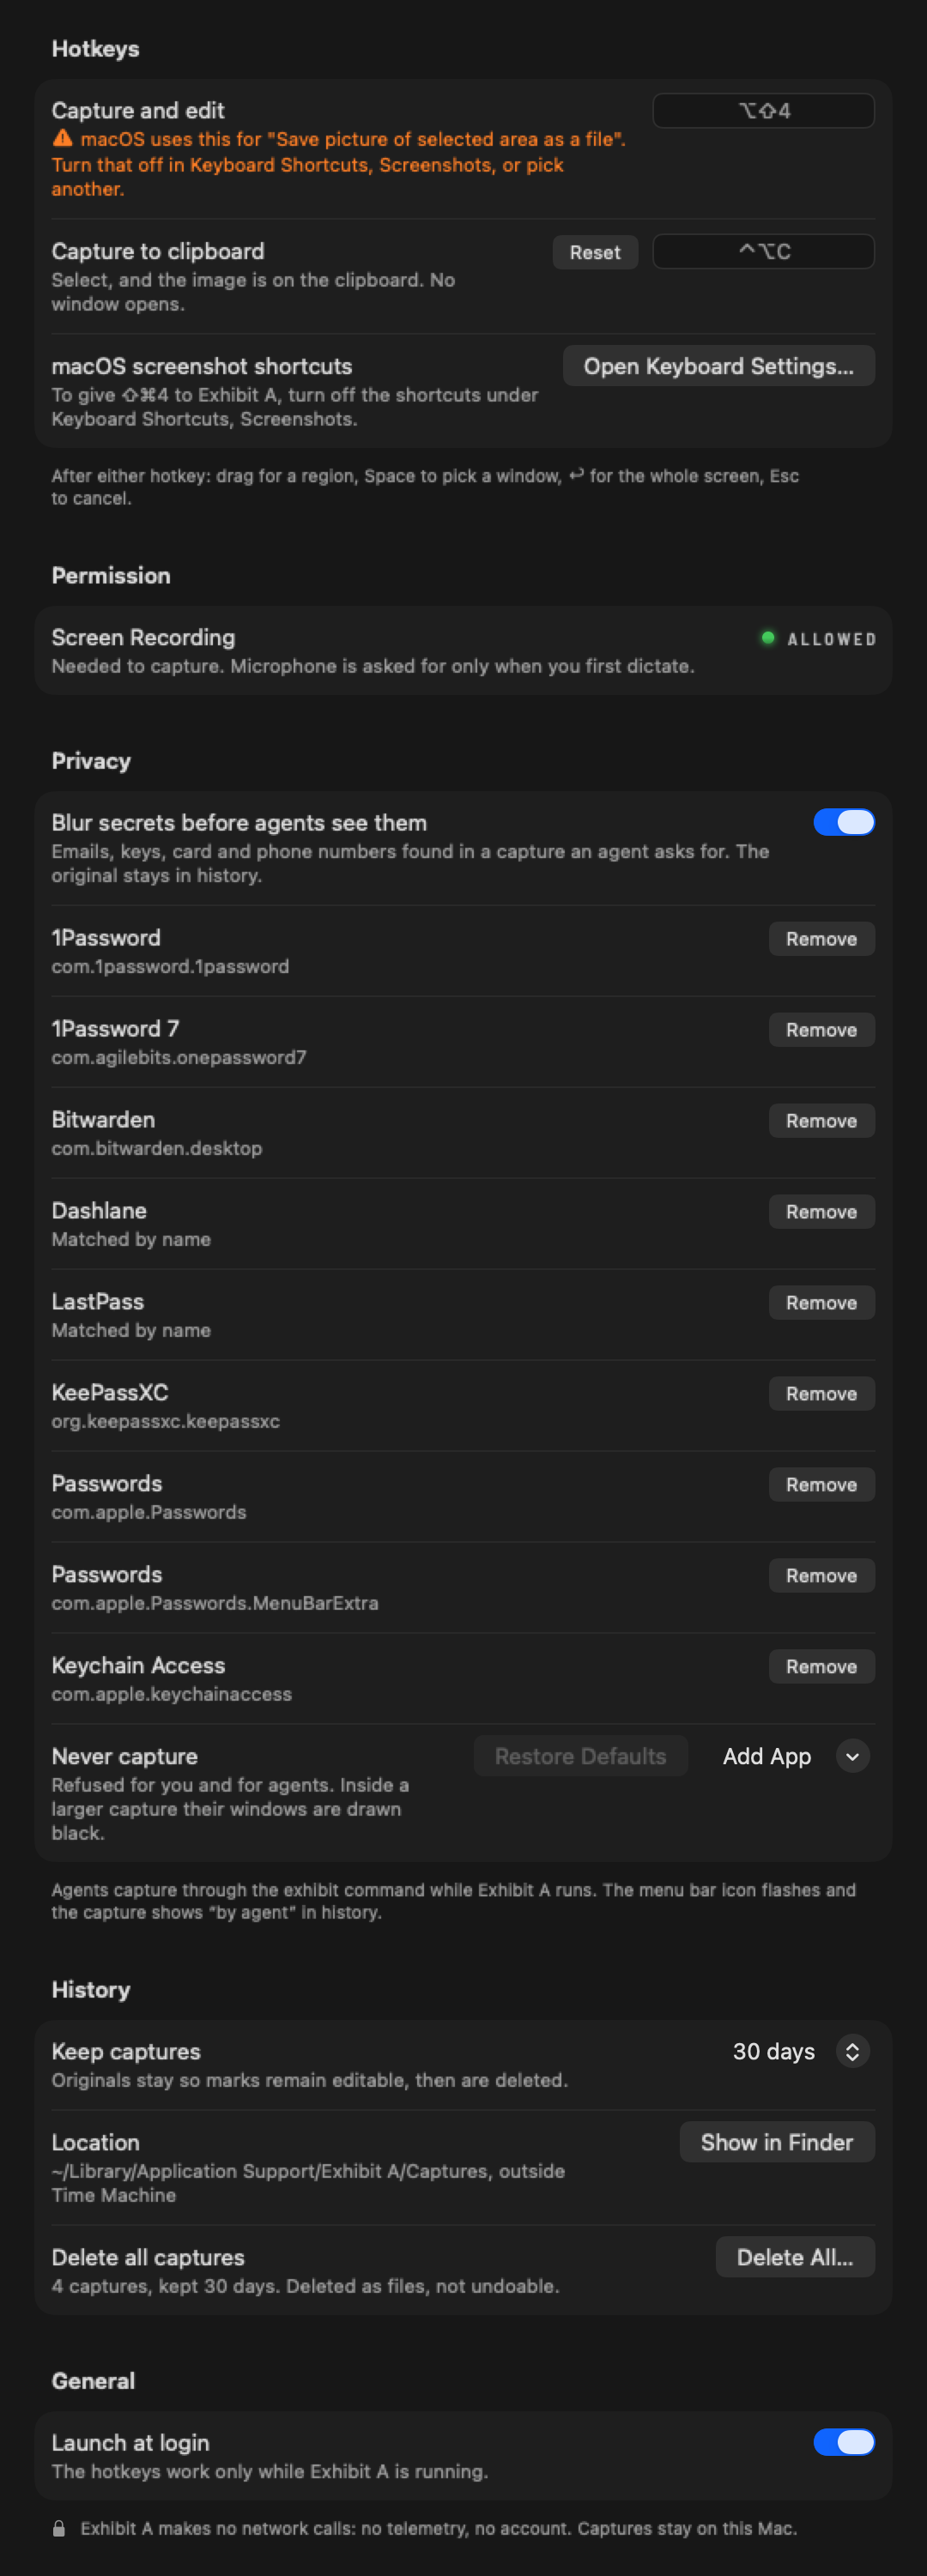 Hotkeys
Capture and edit
⌥⇧4
⚠ macOS uses this for "Save picture of selected area as a file".
Turn that off in Keyboard Shortcuts, Screenshots, or pick
another.
Capture to clipboard
Reset
^⌥C
Select, and the image is on the clipboard. No
window opens.
macOS screenshot shortcuts
Open Keyboard Settings...
To give ⇧⌘4 to Exhibit A, turn off the shortcuts under
Keyboard Shortcuts, Screenshots.
After either hotkey: drag for a region, Space to pick a window, ↩ for the whole screen, Esc
to cancel.
Permission
Screen Recording
ALLOWED
Needed to capture. Microphone is asked for only when you first dictate.
Privacy
Blur secrets before agents see them
Emails, keys, card and phone numbers found in a capture an agent asks for. The
original stays in history.
1Password
Remove
com.1password.1password
1Password 7
Remove
com.agilebits.onepassword7
Bitwarden
Remove
com.bitwarden.desktop
Dashlane
Remove
Matched by name
LastPass
Remove
Matched by name
KeePassXC
Remove
org.keepassxc.keepassxc
Passwords
Remove
com.apple.Passwords
Passwords
Remove
com.apple.Passwords.MenuBarExtra
Keychain Access
Remove
com.apple.keychainaccess
Never capture
Restore Defaults
Add App
Refused for you and for agents. Inside a
larger capture their windows are drawn
black.
Agents capture through the exhibit command while Exhibit A runs. The menu bar icon flashes and
the capture shows “by agent” in history.
History
Keep captures
30 days
Originals stay so marks remain editable, then are deleted.
Location
Show in Finder
~/Library/Application Support/Exhibit A/Captures, outside
Time Machine
Delete all captures
Delete All...
4 captures, kept 30 days. Deleted as files, not undoable.
General
Launch at login
The hotkeys work only while Exhibit A is running.
Exhibit A makes no network calls: no telemetry, no account. Captures stay on this Mac.